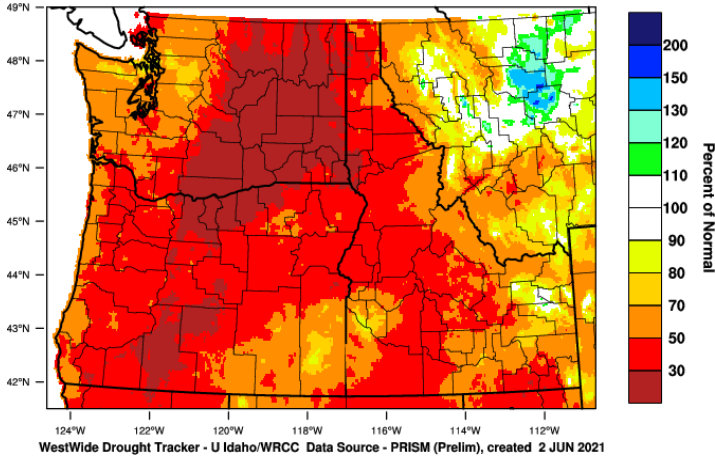 49°N
48°N
47°N
46°N
45°N
44°N
43°N
42°N
124°W 122°W 120°W 118°W 116°W 114°W 112°W
200
150
130
120
110
100
90
80
70
50
30
Percent of Normal
WestWide Drought Tracker - U Idaho/WRCC Data Source - PRISM (Prelim), created 2 JUN 2021